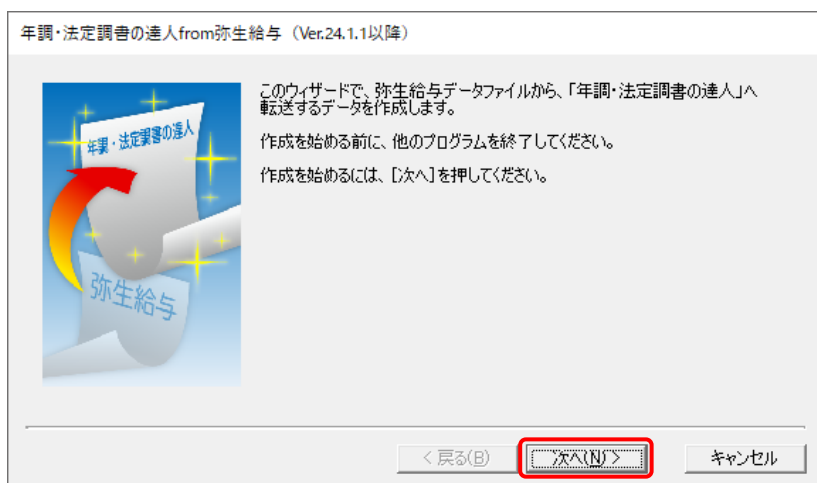 年調・法定調書の達人from弥生給与（Ver.24.1.1以降）
このウィザードで、弥生給与データファイルから、「年調・法定調書の達人」へ
転送するデータを作成します。
作成を始める前に、他のプログラムを終了してください。
作成を始めるには、[次へ]を押してください。
年調・法定調書の達人
弥生給与
< 戻る(B)
次へ(N) >
キャンセル